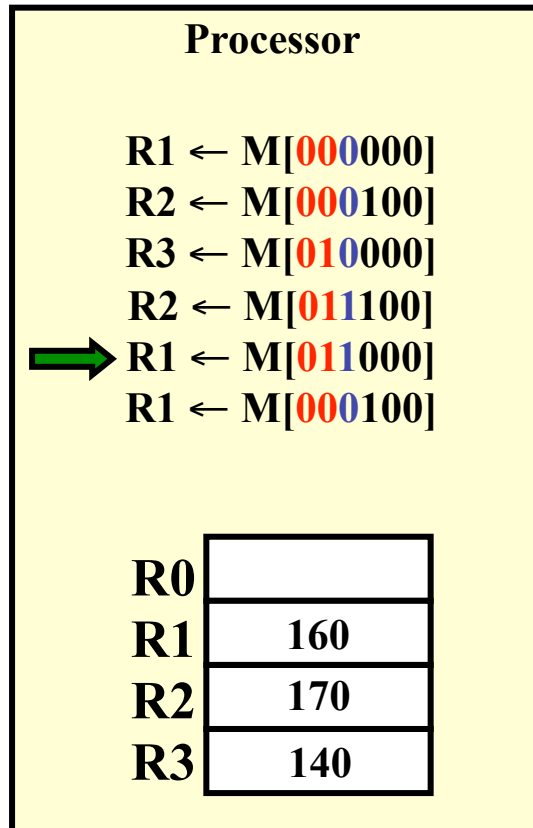 Processor
R1 ← M[000000]
R2 ← M[000100]
R3 ← M[010000]
R2 ← M[011100]
R1 ← M[011000]
R1 ← M[000100]
R0
R1 160
R2 170
R3 140